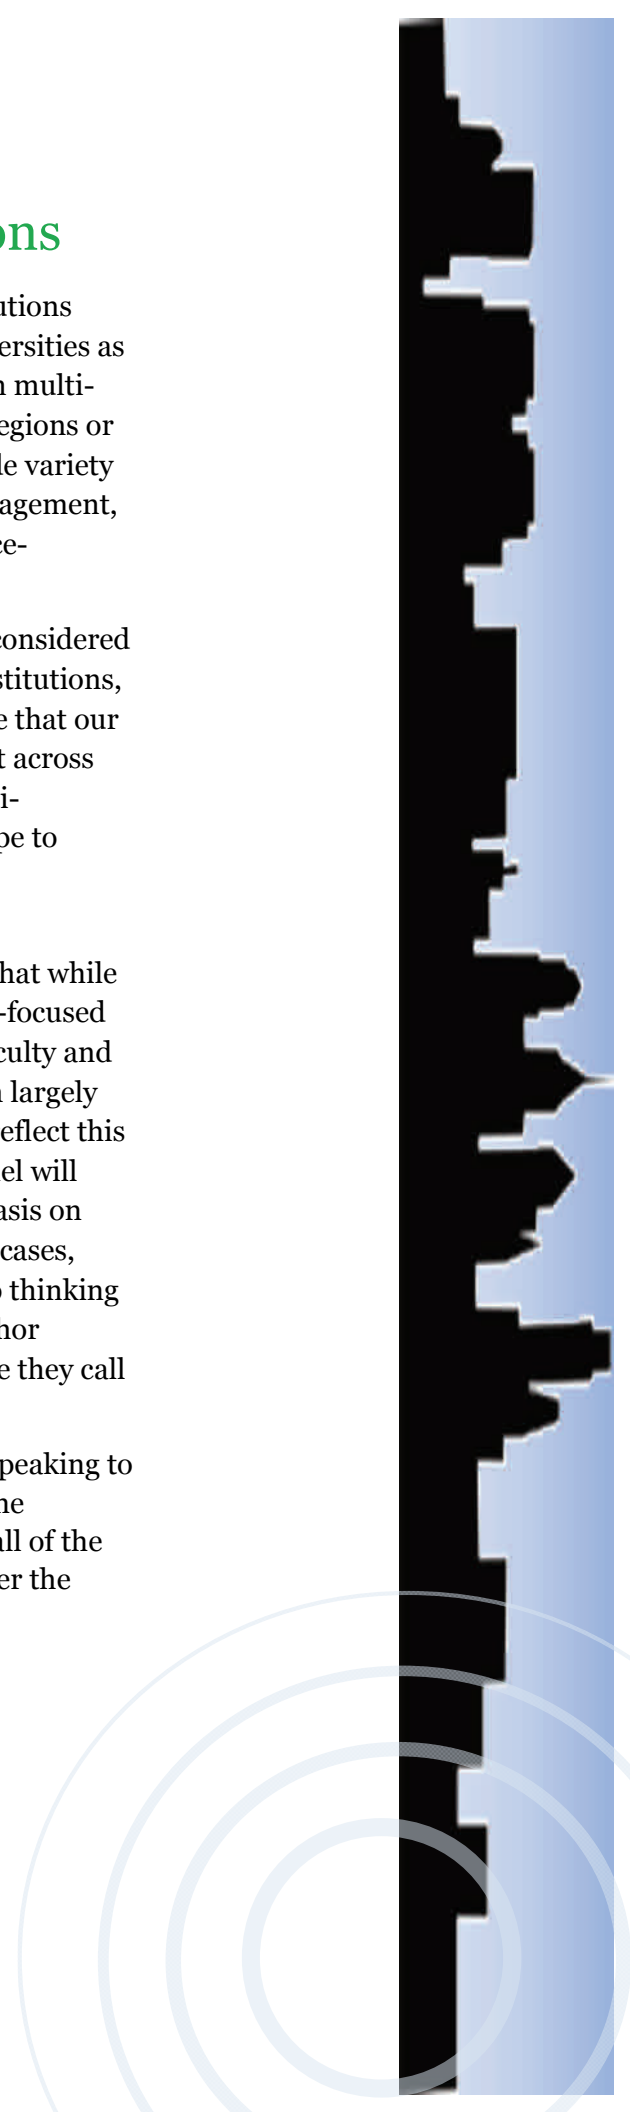 ons
utions
ersities as
n multi-
egions or
le variety
agement,
ce-
considered
stitutions,
e that our
t across
i-
pe to
hat while
-focused
culty and
n largely
eflect this
el will
asis on
cases,
o thinking
hor
e they call
peaking to
ne
all of the
er the